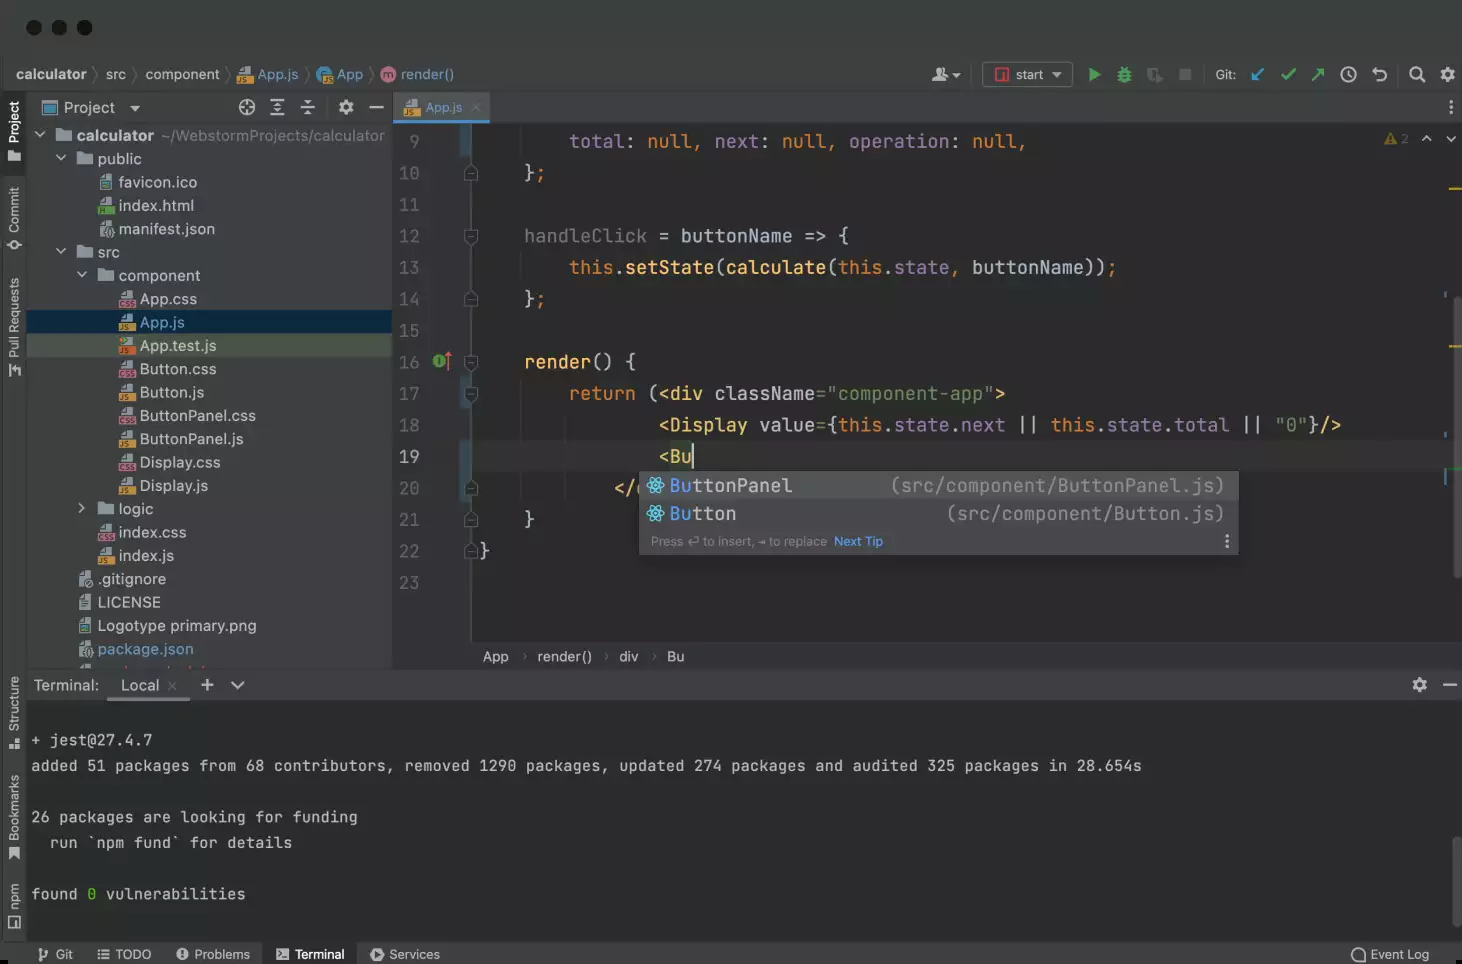 calculator src component App.js App render() start Git:
Project App.js
calculator ~/WebstormProjects/calculator
public
favicon.ico
index.html
manifest.json
src
component
App.css
App.js
App.test.js
Button.css
Button.js
ButtonPanel.css
ButtonPanel.js
Display.css
Display.js
logic
index.css
index.js
.gitignore
LICENSE
Logotype primary.png
package.json
Project
Commit
Pull Requests
Structure
Bookmarks
npm
2
9 total: null, next: null, operation: null,
10 };
11
12 handleClick = buttonName => {
13 this.setState(calculate(this.state, buttonName));
14 };
15
16 render() {
17 return (<div className="component-app">
18 <Display value={this.state.next || this.state.total || "0"}/>
19 <Bu
20 </
21 }
22 }
23
ButtonPanel (src/component/ButtonPanel.js)
Button (src/component/Button.js)
Press ⏎ to insert, ⇥ to replace Next Tip
App render() div Bu
Terminal: Local
+ jest@27.4.7
added 51 packages from 68 contributors, removed 1290 packages, updated 274 packages and audited 325 packages in 28.654s
26 packages are looking for funding
run `npm fund` for details
found 0 vulnerabilities
Git TODO Problems Terminal Services Event Log